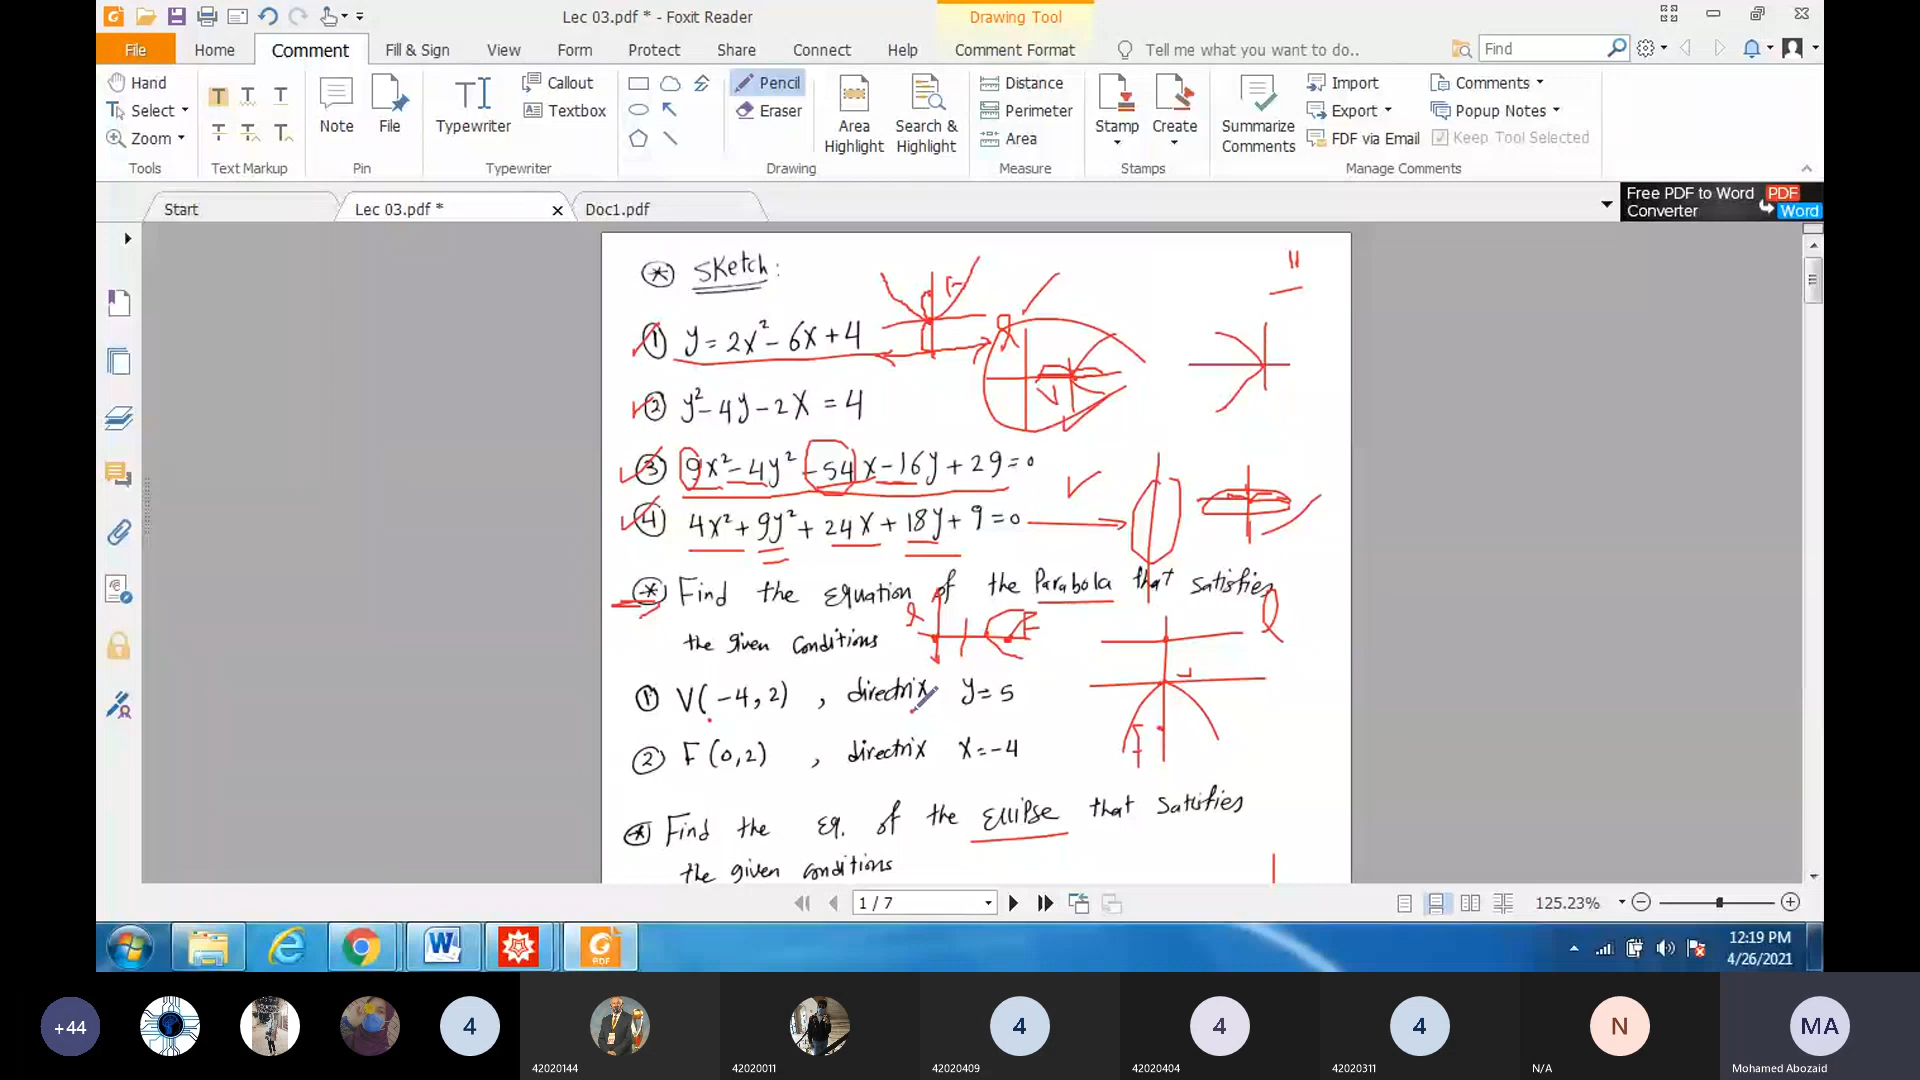 Lec 03.pdf * - Foxit Reader
Drawing Tool
File Home Comment Fill & Sign View Form Protect Share Connect Help Comment Format Tell me what you want to do.. Find
Hand
Select
Zoom
Tools
Text Markup
Note
File
Pin
Typewriter
Callout
Textbox
Typewriter
Pencil
Eraser
Drawing
Area Highlight
Search & Highlight
Distance
Perimeter
Area
Measure
Stamp
Create
Stamps
Summarize Comments
Import
Export
FDF via Email
Comments
Popup Notes
Keep Tool Selected
Manage Comments
Start
Lec 03.pdf *
Doc1.pdf
Free PDF to Word Converter
PDF
Word
* Sketch:
① y = 2x² - 6x + 4
② y² - 4y - 2x = 4
③ 9x² - 4y² - 54x - 16y + 29 = 0
④ 4x² + 9y² + 24x + 18y + 9 = 0
* Find the equation of the Parabola that satisfies
the given conditions
① V(-4, 2) , directrix y = 5
② F(0, 2) , directrix x = -4
* Find the eq. of the Ellipse that satisfies
the given conditions
1 / 7
125.23%
12:19 PM
4/26/2021
+44
4
4
4
4
N
MA
42020144
42020011
42020409
42020404
42020311
N/A
Mohamed Abozaid